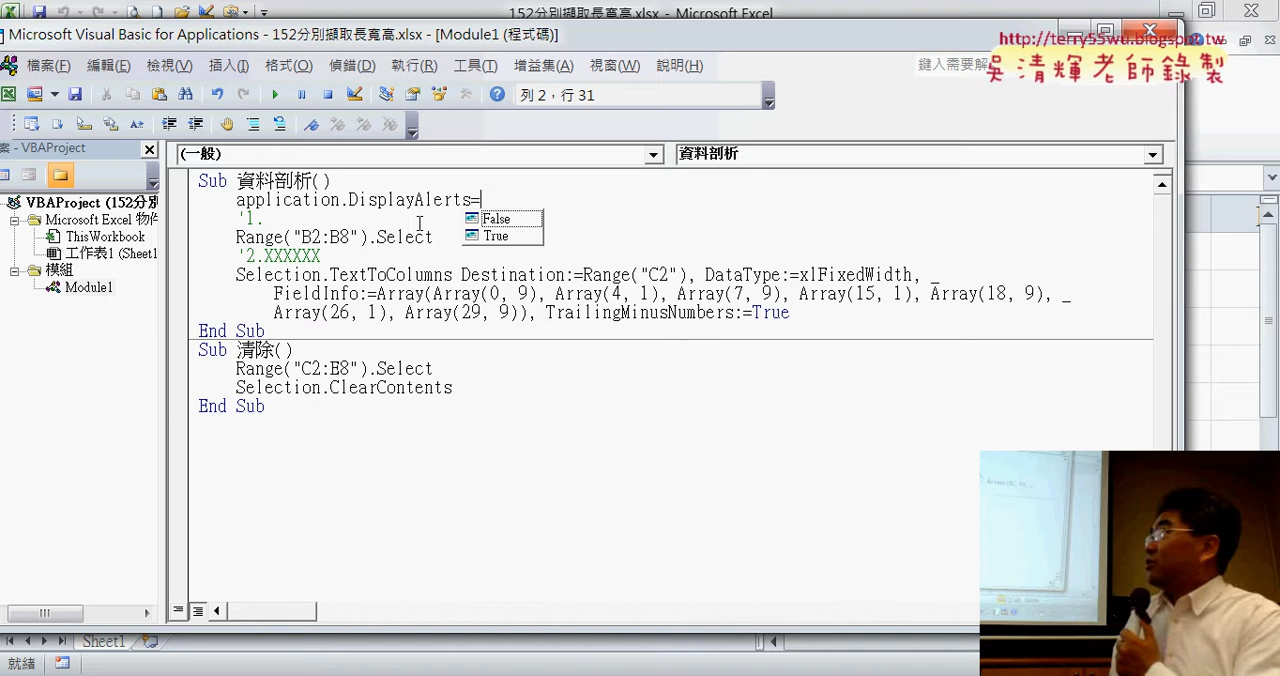 152分別擷取長寬高.xlsx - Microsoft Excel
Microsoft Visual Basic for Applications - 152分別擷取長寬高.xlsx - [Module1 (程式碼)]
http://terry55wu.blogspot.tw
吳清輝老師錄製
檔案(F) 編輯(E) 檢視(V) 插入(I) 格式(O) 偵錯(D) 執行(R) 工具(T) 增益集(A) 視窗(W) 說明(H) 鍵入需要解
列 2，行 31
案 - VBAProject
(一般) 資料剖析
VBAProject (152分別
Microsoft Excel 物件
ThisWorkbook
工作表1 (Sheet1
模組
Module1
Sub 資料剖析()
application.DisplayAlerts=
False
True
'1.
Range("B2:B8").Select
'2.XXXXXX
Selection.TextToColumns Destination:=Range("C2"), DataType:=xlFixedWidth, _
FieldInfo:=Array(Array(0, 9), Array(4, 1), Array(7, 9), Array(15, 1), Array(18, 9), _
Array(26, 1), Array(29, 9)), TrailingMinusNumbers:=True
End Sub
Sub 清除()
Range("C2:E8").Select
Selection.ClearContents
End Sub
Sheet1
就緒